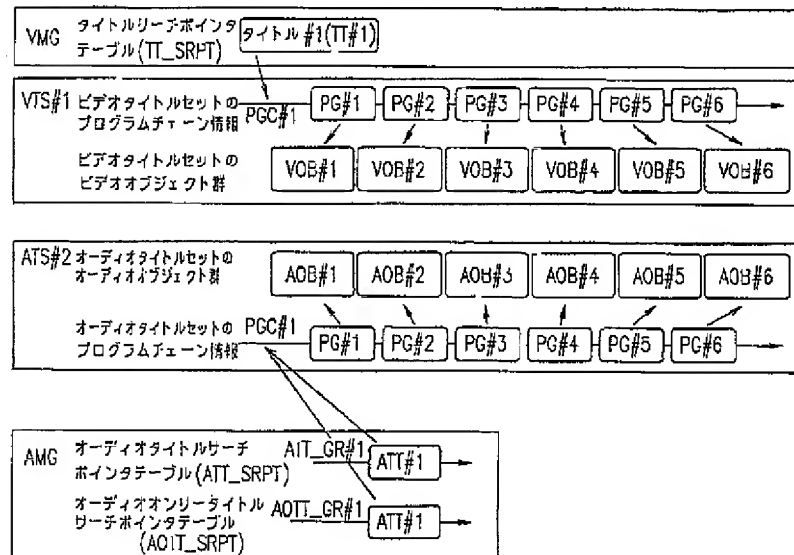 VMG タイトルサーチポインタ
テーブル(TT_SRPT)
タイトル#1(TT#1)
VTS#1 ビデオタイトルセットの
プログラムチェーン情報
PGC#1
PG#1 PG#2 PG#3 PG#4 PG#5 PG#6
ビデオタイトルセットの
ビデオオブジェクト群
VOB#1 VOB#2 VOB#3 VOB#4 VOB#5 VOB#6
ATS#2 オーディオタイトルセットの
オーディオオブジェクト群
AOB#1 AOB#2 AOB#3 AOB#4 AOB#5 AOB#6
オーディオタイトルセットの
プログラムチェーン情報
PGC#1
PG#1 PG#2 PG#3 PG#4 PG#5 PG#6
AMG オーディオタイトルサーチ
ポインタテーブル(ATT_SRPT)
ATT_GR#1
ATT#1
オーディオオンリータイトル
サーチポインタテーブル
(AOTT_SRPT)
AOTT_GR#1
ATT#1